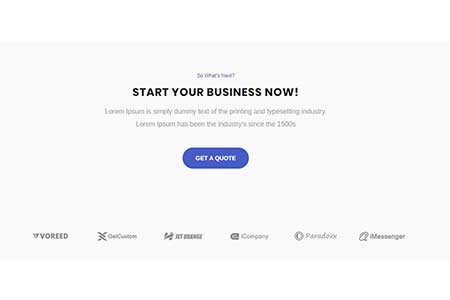 So What's Next?
START YOUR BUSINESS NOW!
Lorem Ipsum is simply dummy text of the printing and typesetting industry.
Lorem Ipsum has been the industry's since the 1500s.
GET A QUOTE
VOREED
GetCustom
JET ORANGE
iCompany
Paradoxx
iMessenger